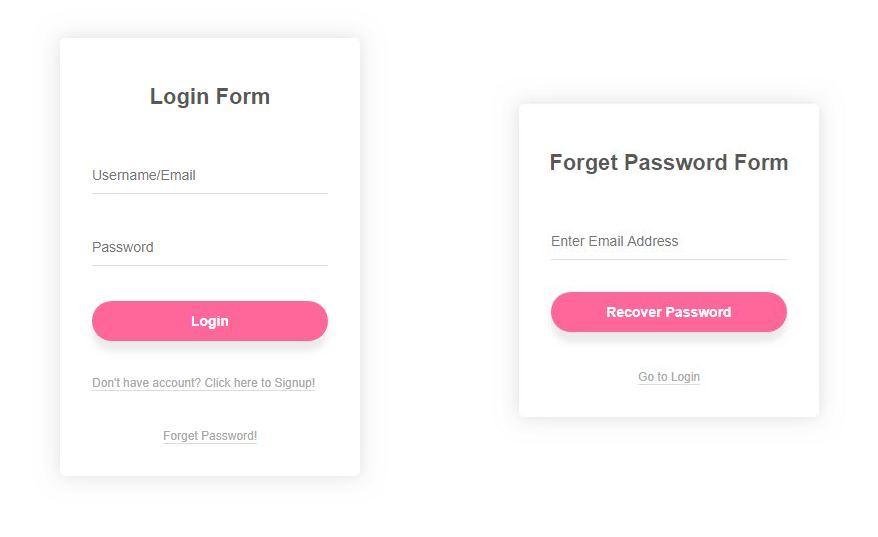 Login Form
Username/Email
Password
Login
Don't have account? Click here to Signup!
Forget Password!
Forget Password Form
Enter Email Address
Recover Password
Go to Login